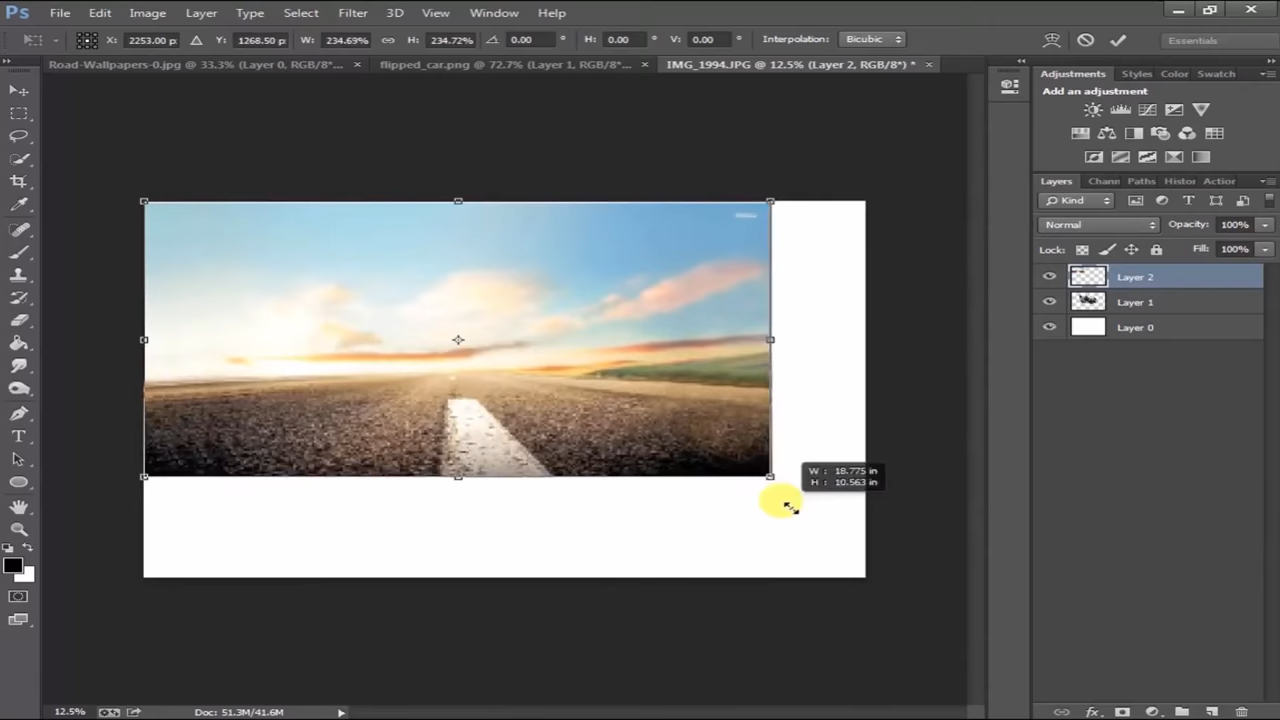 Ps File Edit Image Layer Type Select Filter 3D View Window Help
X: 2253.00 p: Y: 1268.50 p: W: 234.69% H: 234.72% 0.00 ° H: 0.00 ° V: 0.00 ° Interpolation: Bicubic Essentials
Road-Wallpapers-0.jpg @ 33.3% (Layer 0, RGB/8*... × flipped_car.png @ 72.7% (Layer 1, RGB/8*... × IMG_1994.JPG @ 12.5% (Layer 2, RGB/8*) * ×
Adjustments Styles Color Swatch
Add an adjustment
Layers Chann Paths Histor Action
Kind
Normal Opacity: 100%
Lock: Fill: 100%
Layer 2
Layer 1
Layer 0
W : 18.775 in
H : 10.563 in
T
12.5% Doc: 51.3M/41.6M